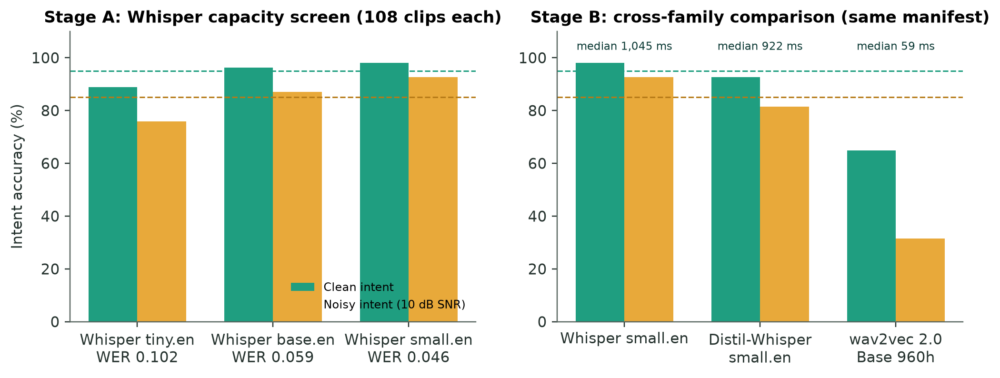 Stage A: Whisper capacity screen (108 clips each)
Intent accuracy (%)
100
80
60
40
20
0
Clean intent
Noisy intent (10 dB SNR)
Whisper tiny.en
WER 0.102
Whisper base.en
WER 0.059
Whisper small.en
WER 0.046
Stage B: cross-family comparison (same manifest)
median 1,045 ms
median 922 ms
median 59 ms
100
80
60
40
20
0
Whisper small.en
Distil-Whisper
small.en
wav2vec 2.0
Base 960h